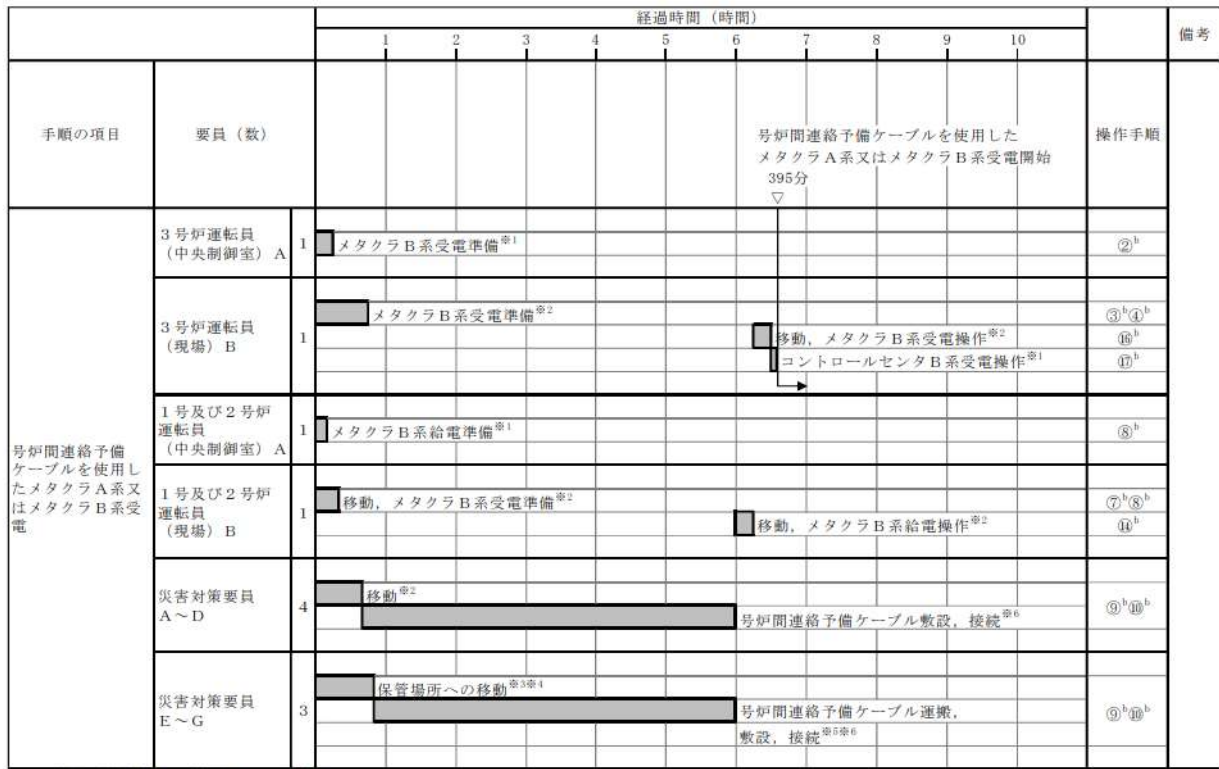 経過時間（時間）
備考
1 2 3 4 5 6 7 8 9 10
手順の項目
要員（数）
号炉間連絡予備ケーブルを使用した
メタクラA系又はメタクラB系受電開始
395分
▽
操作手順
号炉間連絡予備
ケーブルを使用し
たメタクラA系又
はメタクラB系受
電
3号炉運転員
（中央制御室）A
1
メタクラB系受電準備※1
②b
3号炉運転員
（現場）B
1
メタクラB系受電準備※2
③b④b
移動，メタクラB系受電操作※2
⑯b
コントロールセンタB系受電操作※1
⑰b
1号及び2号炉
運転員
（中央制御室）A
1
メタクラB系給電準備※1
⑧b
1号及び2号炉
運転員
（現場）B
1
移動，メタクラB系受電準備※2
⑦b⑧b
移動，メタクラB系給電操作※2
⑭b
災害対策要員
A～D
4
移動※2
号炉間連絡予備ケーブル敷設，接続※6
⑨b⑩b
災害対策要員
E～G
3
保管場所への移動※3※4
号炉間連絡予備ケーブル運搬，
敷設，接続※5※6
⑨b⑩b